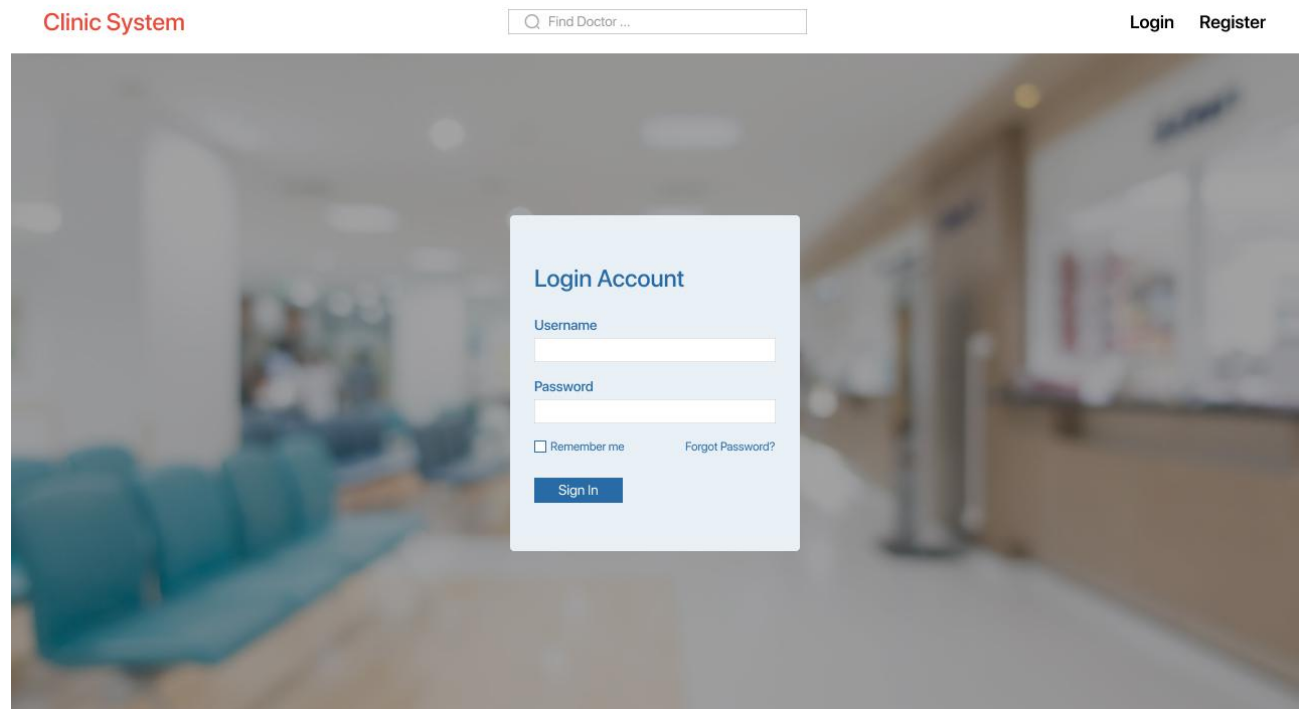 Clinic System
Find Doctor ...
Login Register
Login Account
Username
Password
Remember me Forgot Password?
Sign In